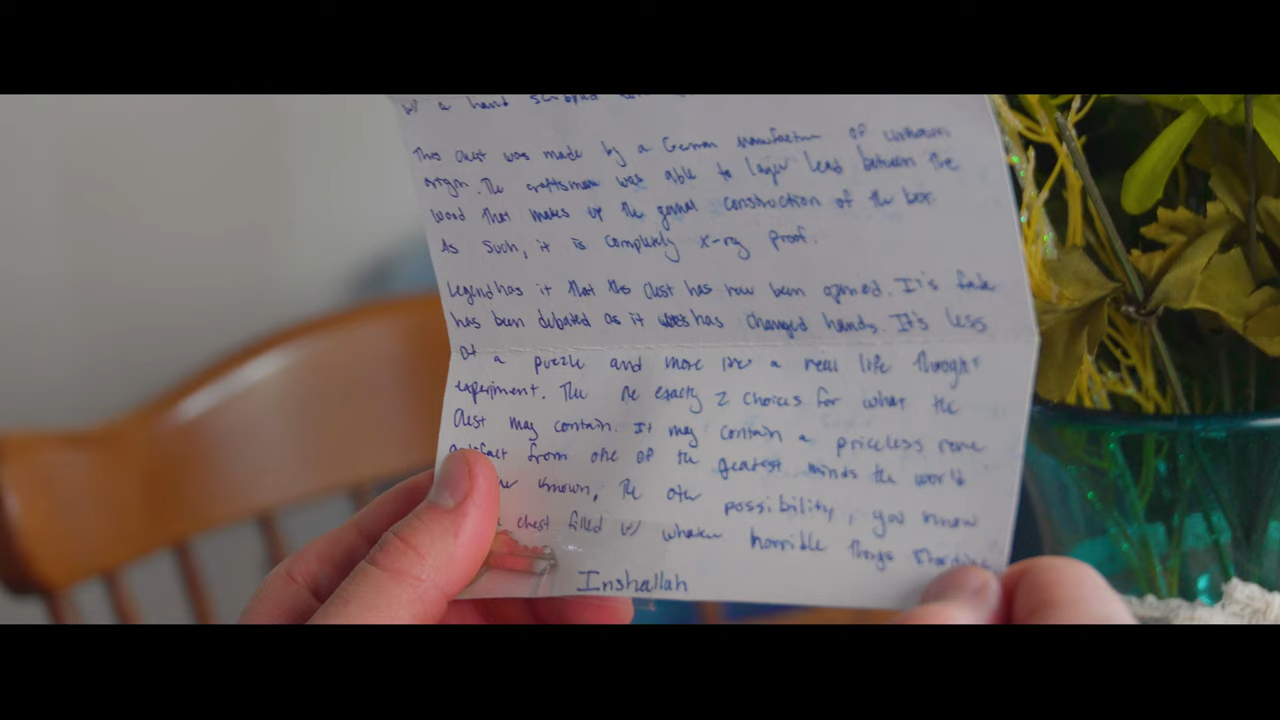 w/ a hand scribbled
This chest was made by a German manufacturer of unknown
origin. The craftsman was able to layer lead between the
wood that makes up the general construction of the box.
As such, it is completely x-ray proof.
Legend has it that this chest has never been opened. It's fate
has been debated as it has changed hands. It's less
of a puzzle and more like a real life thought
experiment. There are exactly 2 choices for what the
chest may contain. It may contain a priceless
artifact from one of the greatest minds the world
known, The other possibility, you know
chest filled w/ whatever horrible things
Inshallah